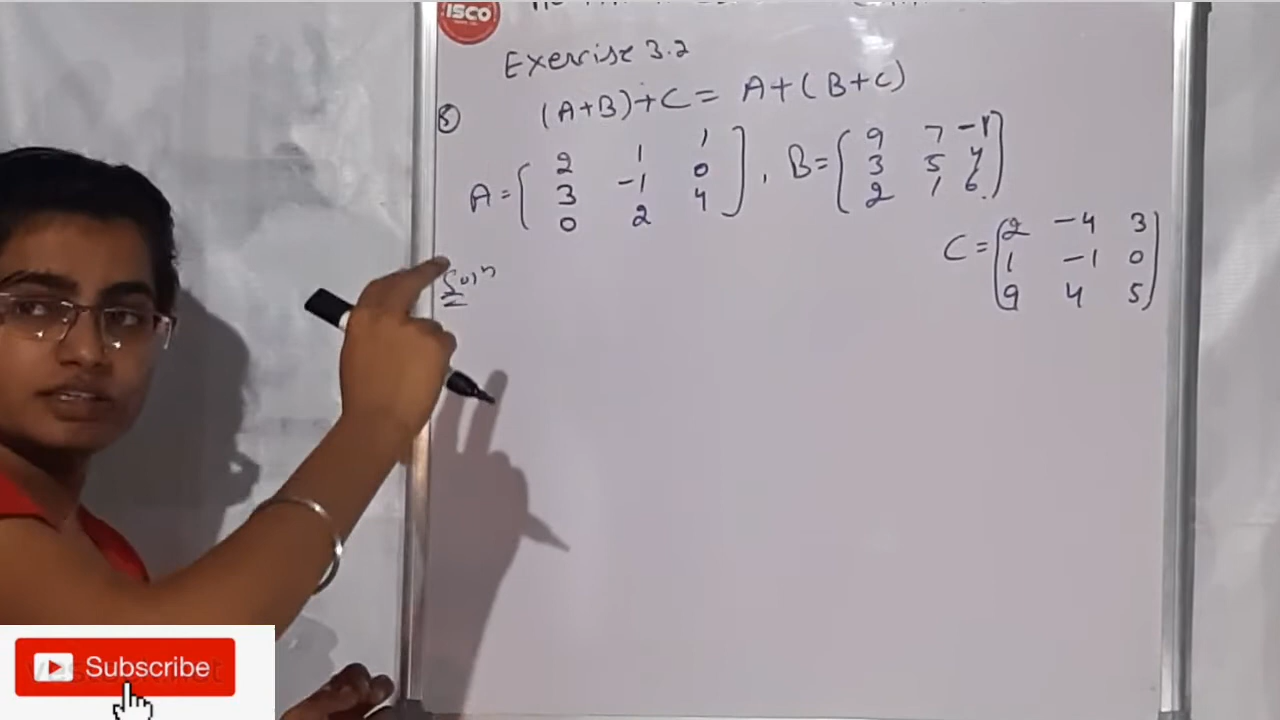 ISCO
Exercise 3.2
8 (A+B)+C = A+(B+C)
A = [ 2 1 1
3 -1 0
0 2 4 ] , B = [ 9 7 -1
3 5 4
2 1 6 ]
C = [ 2 -4 3
1 -1 0
9 4 5 ]
Solⁿ
Subscribe